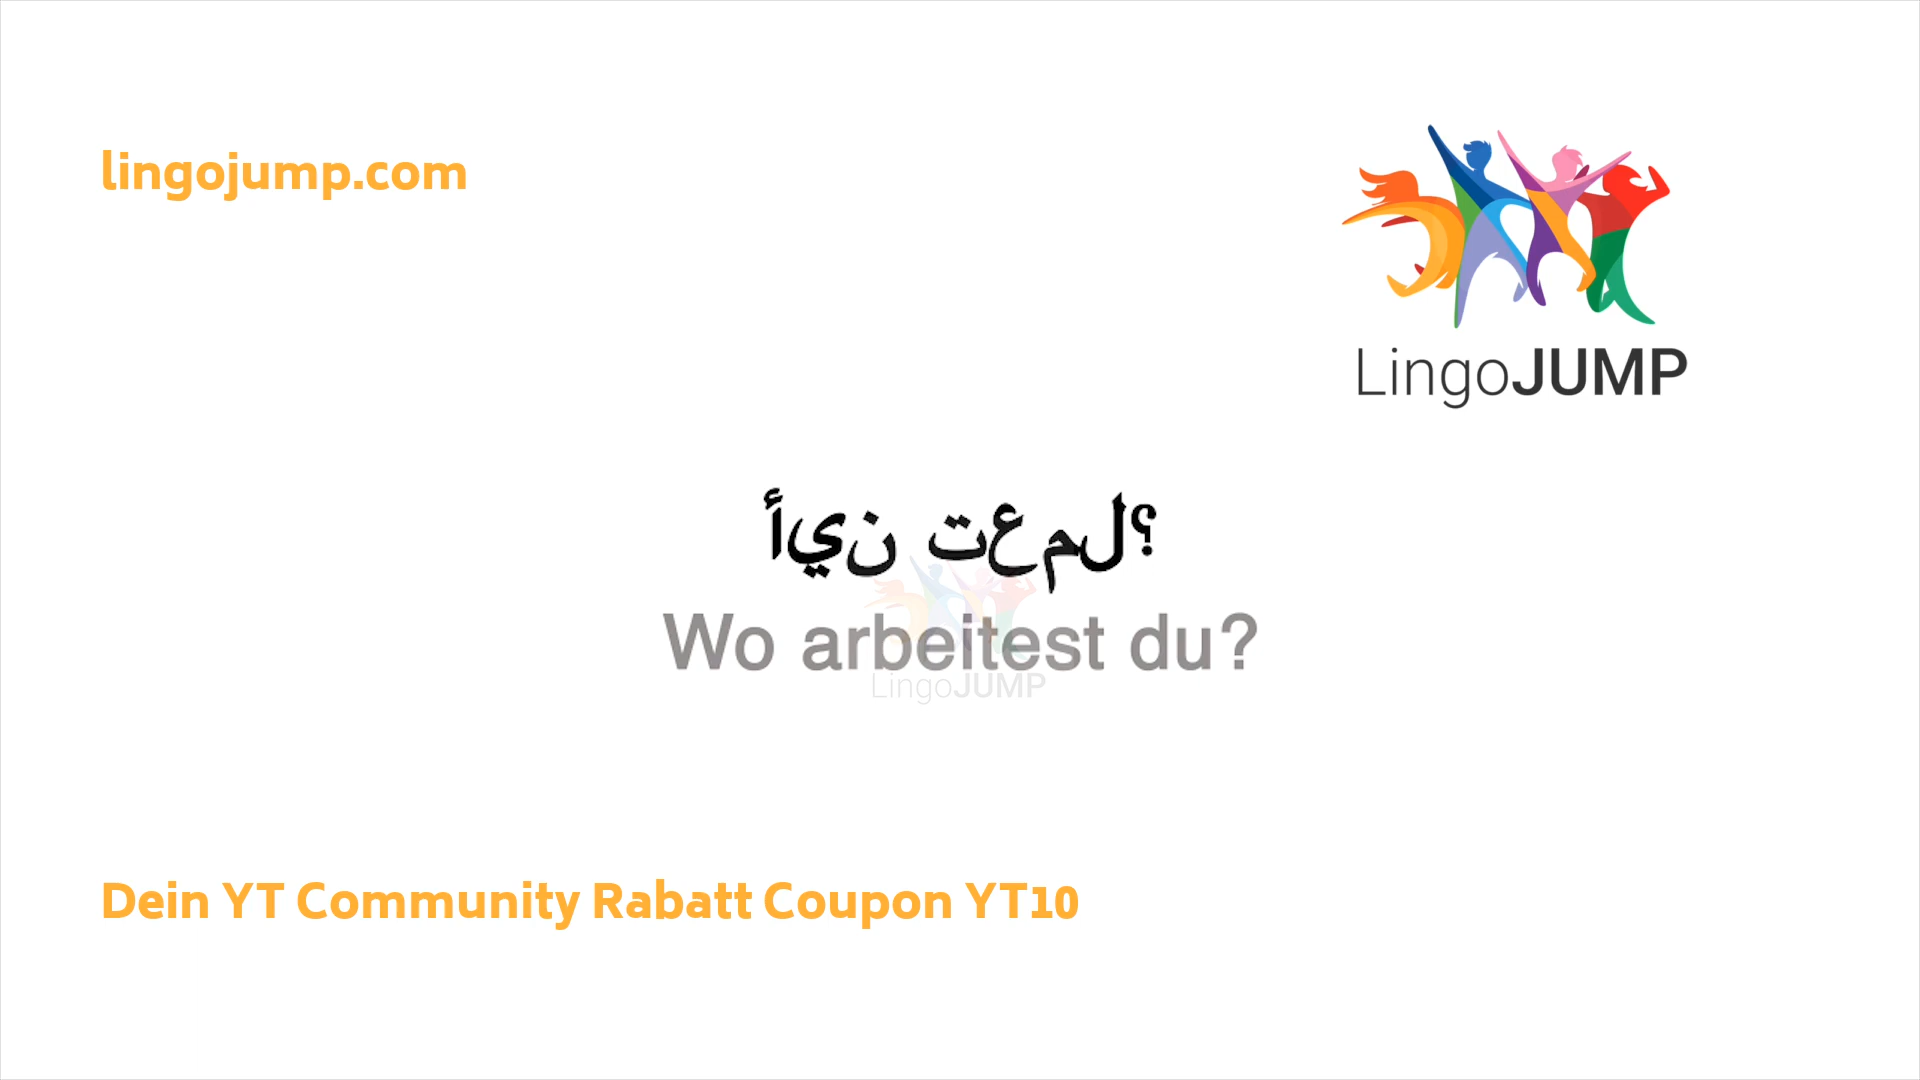 lingojump.com
LingoJUMP
أين تعمل؟
Wo arbeitest du?
LingoJUMP
Dein YT Community Rabatt Coupon YT10